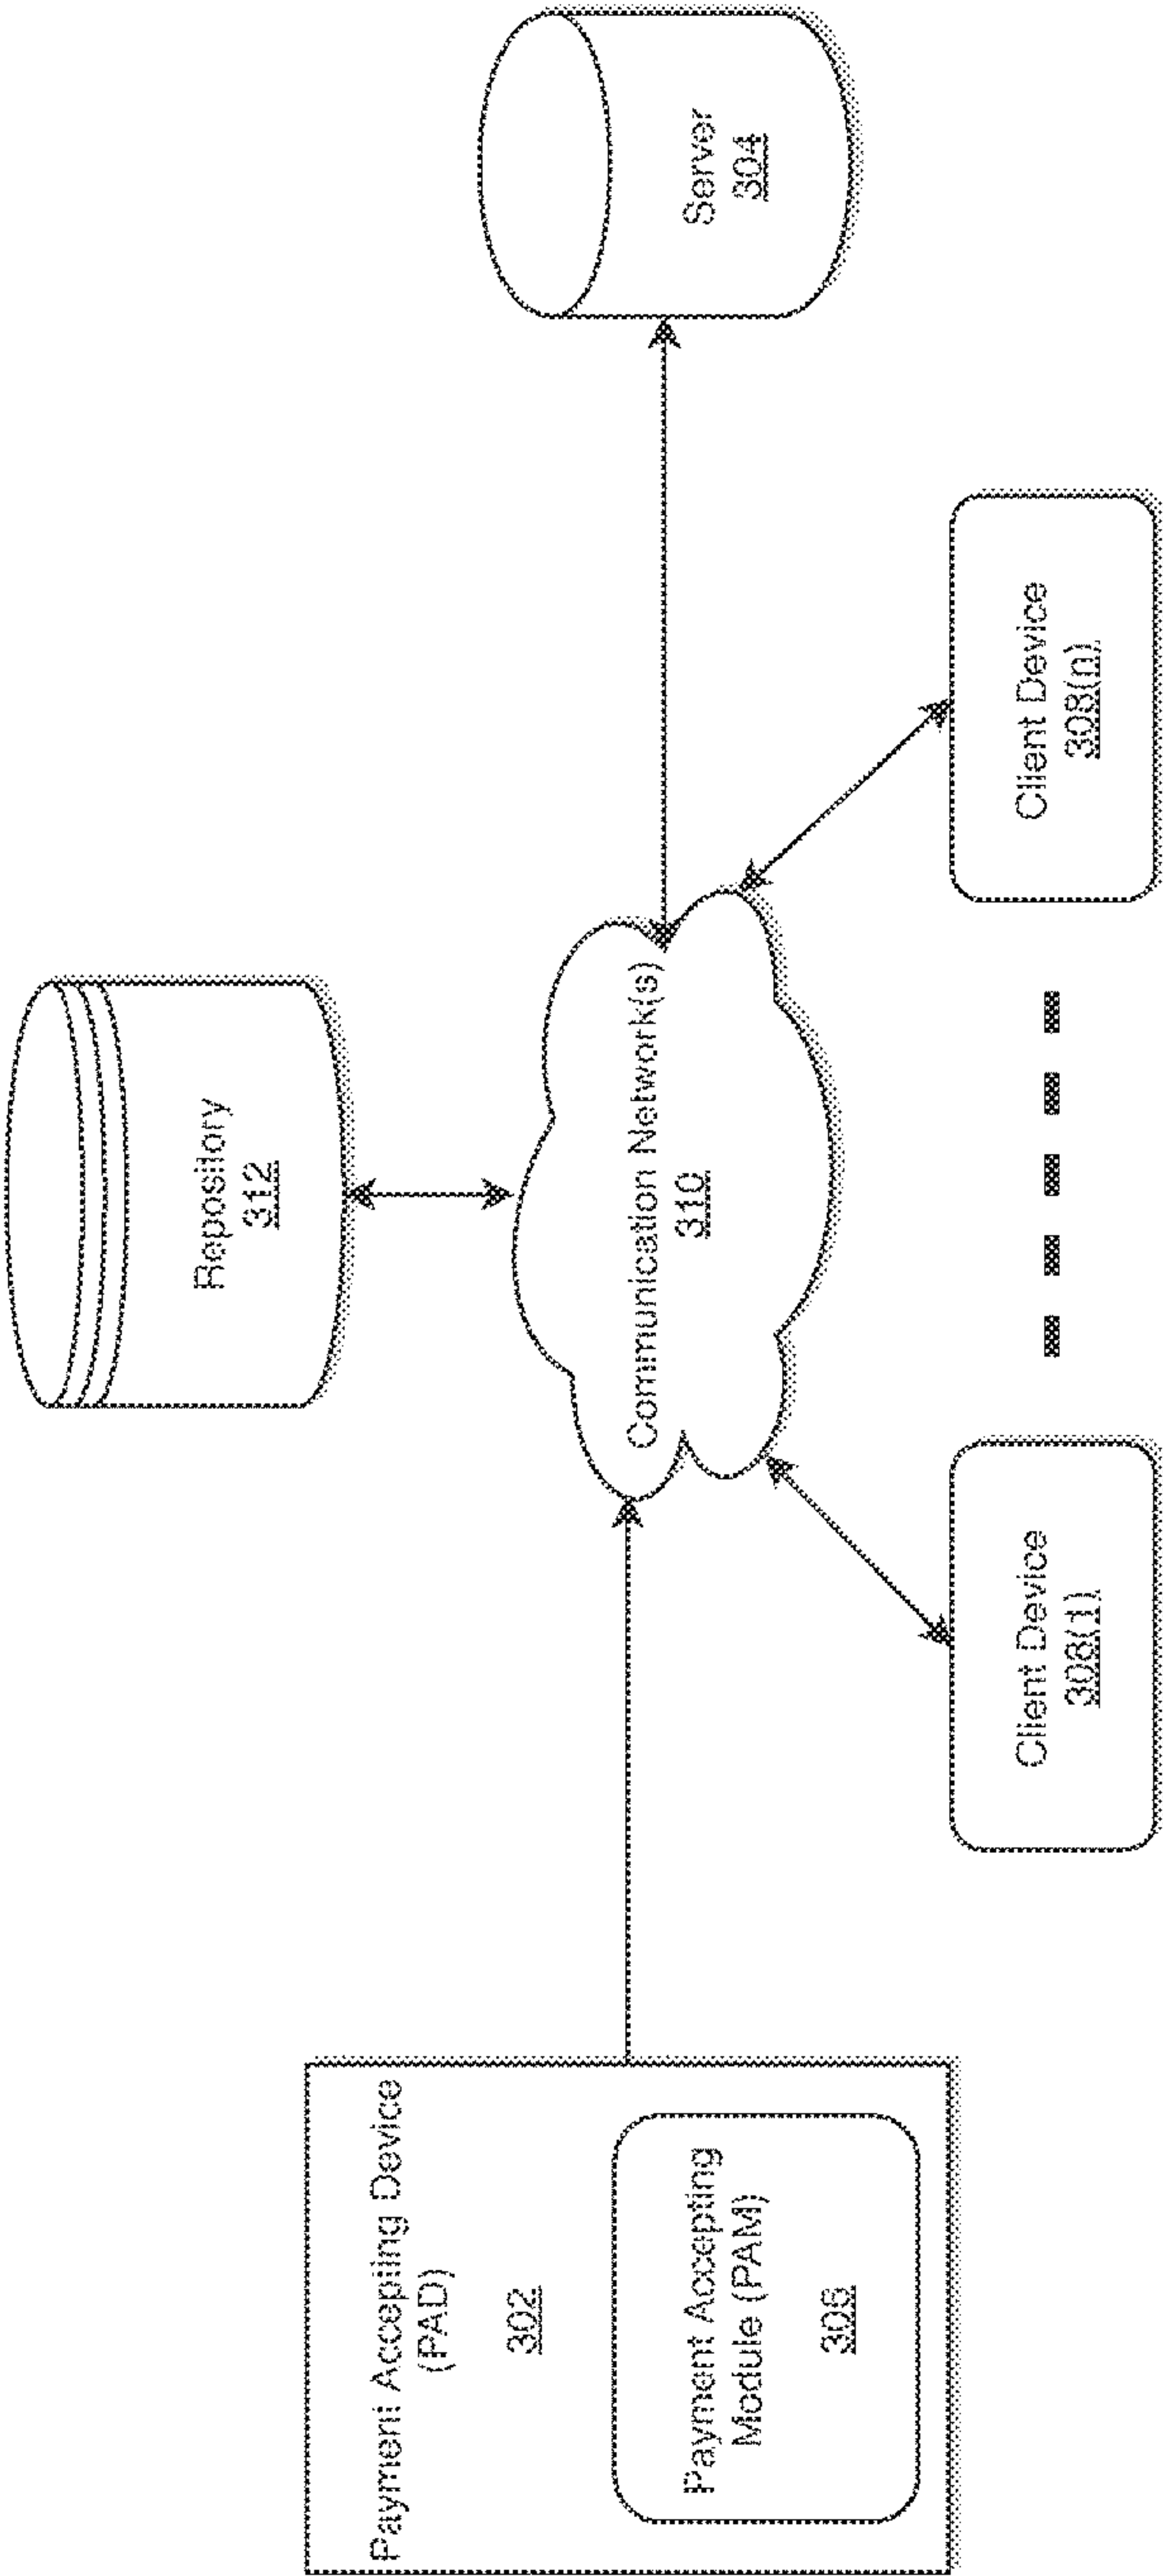 Repository
312
Payment Accepting Device
(PAD)
302
Payment Accepting
Module (PAM)
306
Communication Network(s)
310
Server
304
Client Device
308(1)
Client Device
308(n)